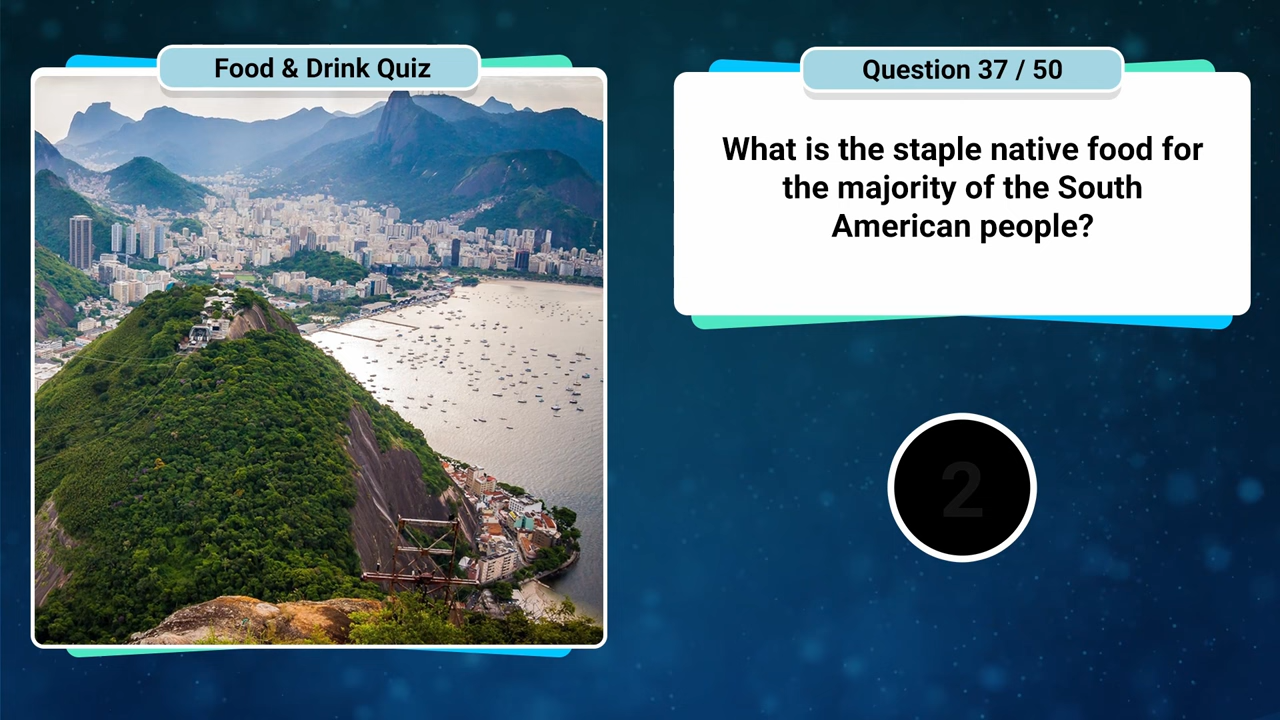 Food & Drink Quiz
Question 37 / 50
What is the staple native food for
the majority of the South
American people?
2